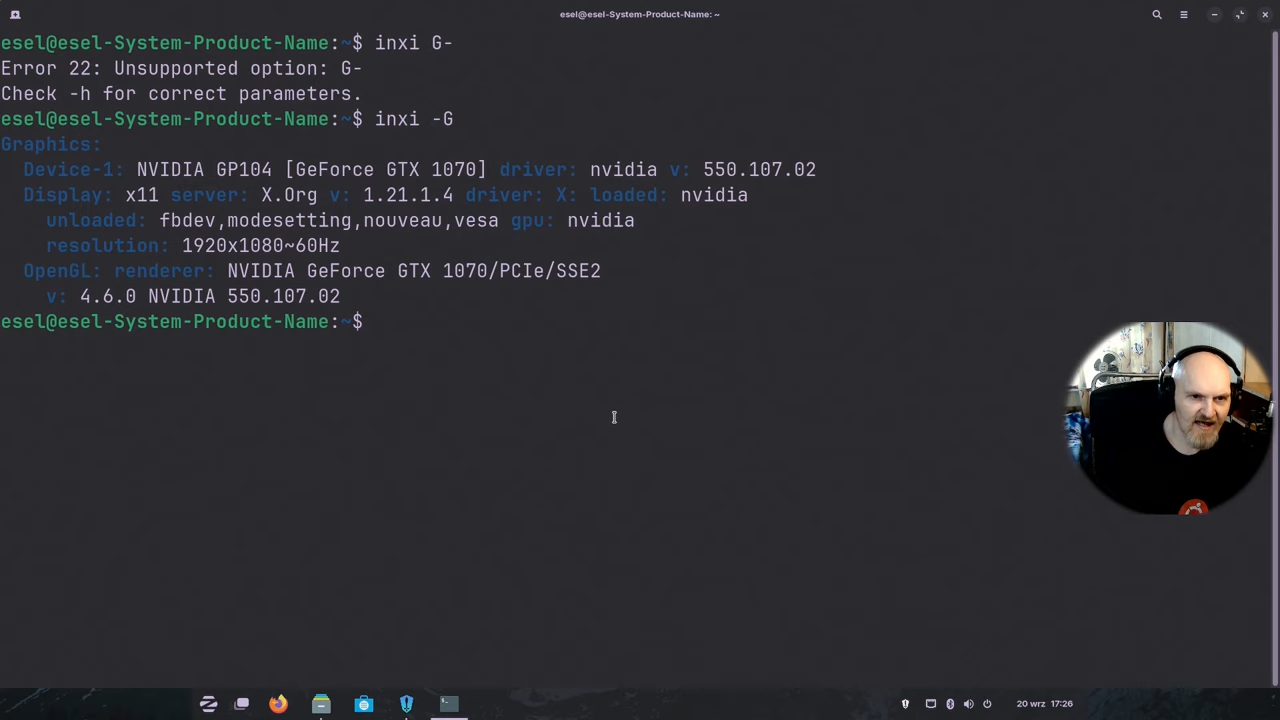 esel@esel-System-Product-Name: ~
esel@esel-System-Product-Name:~$ inxi G-
Error 22: Unsupported option: G-
Check -h for correct parameters.
esel@esel-System-Product-Name:~$ inxi -G
Graphics:
Device-1: NVIDIA GP104 [GeForce GTX 1070] driver: nvidia v: 550.107.02
Display: x11 server: X.Org v: 1.21.1.4 driver: X: loaded: nvidia
unloaded: fbdev,modesetting,nouveau,vesa gpu: nvidia
resolution: 1920x1080~60Hz
OpenGL: renderer: NVIDIA GeForce GTX 1070/PCIe/SSE2
v: 4.6.0 NVIDIA 550.107.02
esel@esel-System-Product-Name:~$
20 wrz 17:26